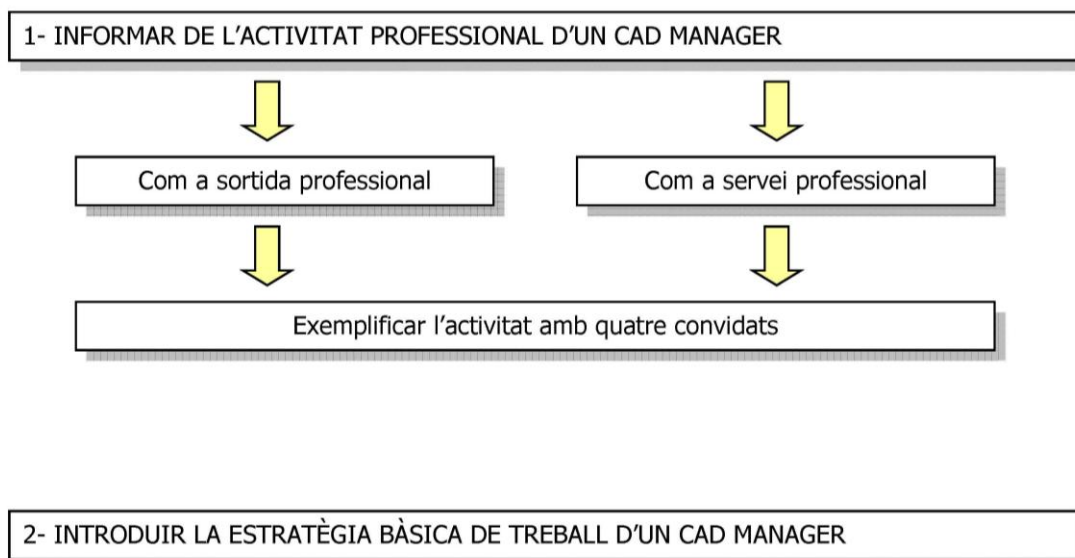 1- INFORMAR DE L’ACTIVITAT PROFESSIONAL D’UN CAD MANAGER
Com a sortida professional
Com a servei professional
Exemplificar l’activitat amb quatre convidats
2- INTRODUIR LA ESTRATÈGIA BÀSICA DE TREBALL D’UN CAD MANAGER